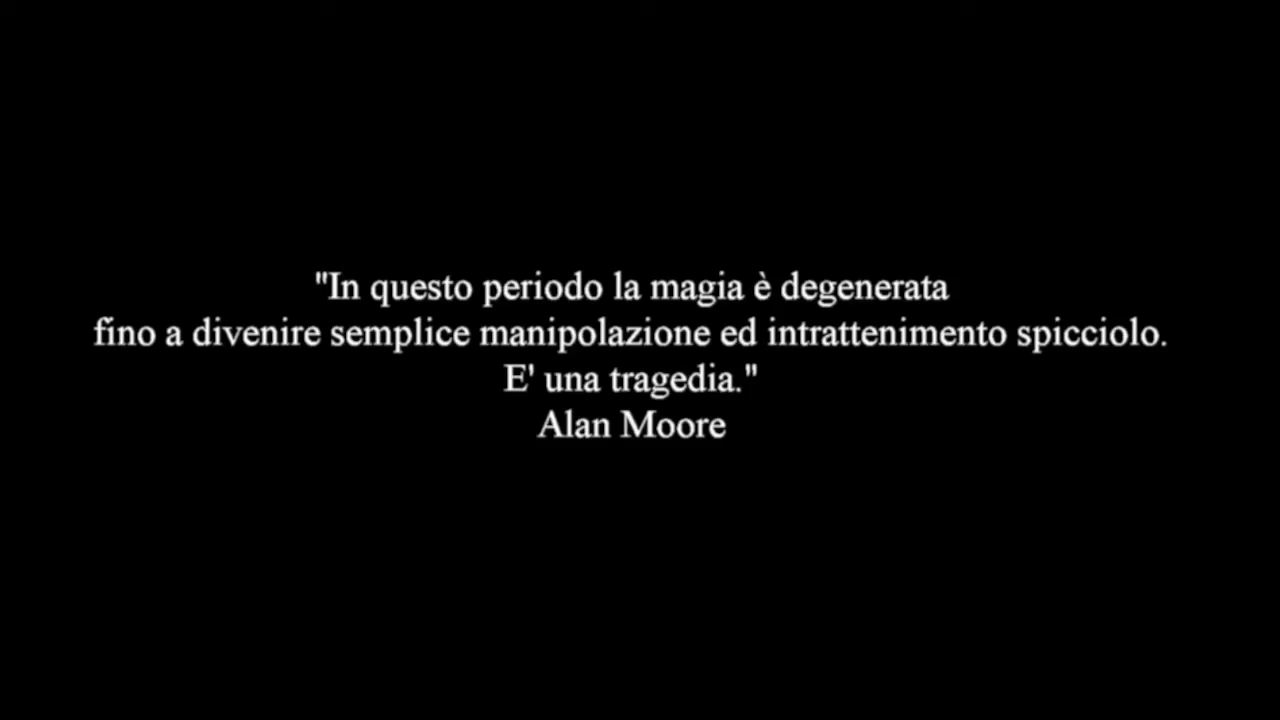 "In questo periodo la magia è degenerata
fino a divenire semplice manipolazione ed intrattenimento spicciolo.
E' una tragedia."
Alan Moore